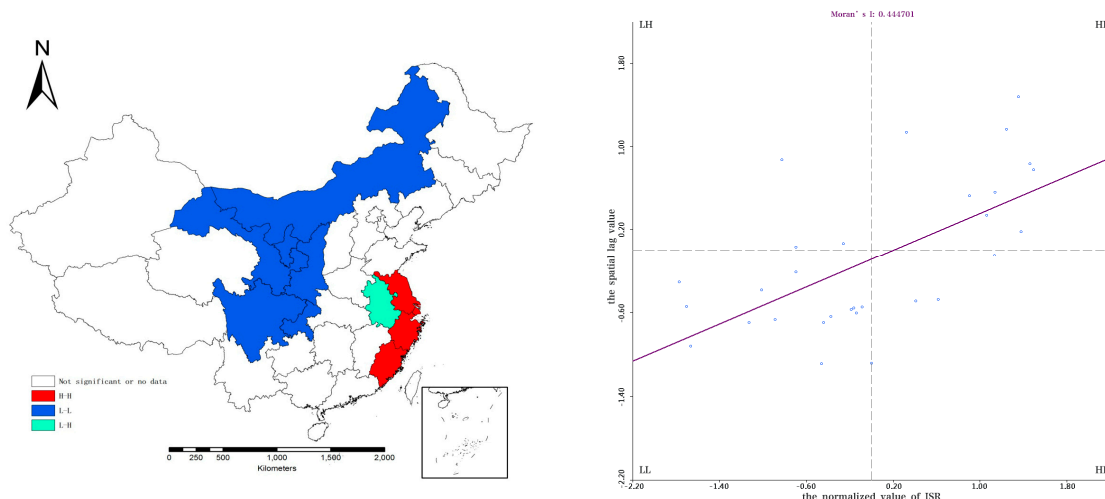 N
Not significant or no data
H-H
L-L
L-H
0 250 500 1,000 1,500 2,000
Kilometers
Moran's I: 0.444701
LH
the spatial lag value
1.80
1.00
0.20
-0.60
-1.40
-2.20
LL
-2.20 -1.40 -0.60 0.20 1.00 1.80
the normalized value of ISR